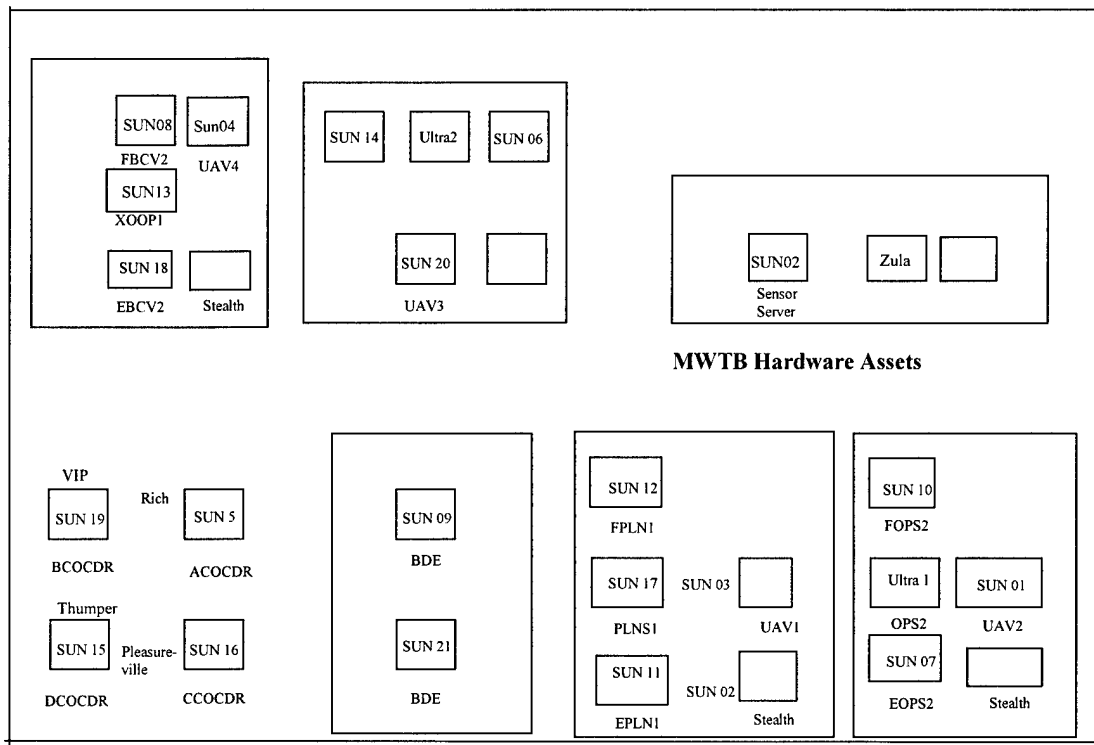 SUN08
Sun04
FBCV2
UAV4
SUN13
XOOP1
SUN 18
EBCV2
Stealth
SUN 14
Ultra2
SUN 06
SUN 20
UAV3
SUN02
Zula
Sensor
Server
MWTB Hardware Assets
VIP
Rich
SUN 19
SUN 5
BCOCDR
ACOCDR
Thumper
SUN 15
Pleasure-
ville
SUN 16
DCOCDR
CCOCDR
SUN 09
BDE
SUN 21
BDE
SUN 12
FPLN1
SUN 17
SUN 03
PLNS1
UAV1
SUN 11
SUN 02
EPLN1
Stealth
SUN 10
FOPS2
Ultra 1
SUN 01
OPS2
UAV2
SUN 07
EOPS2
Stealth